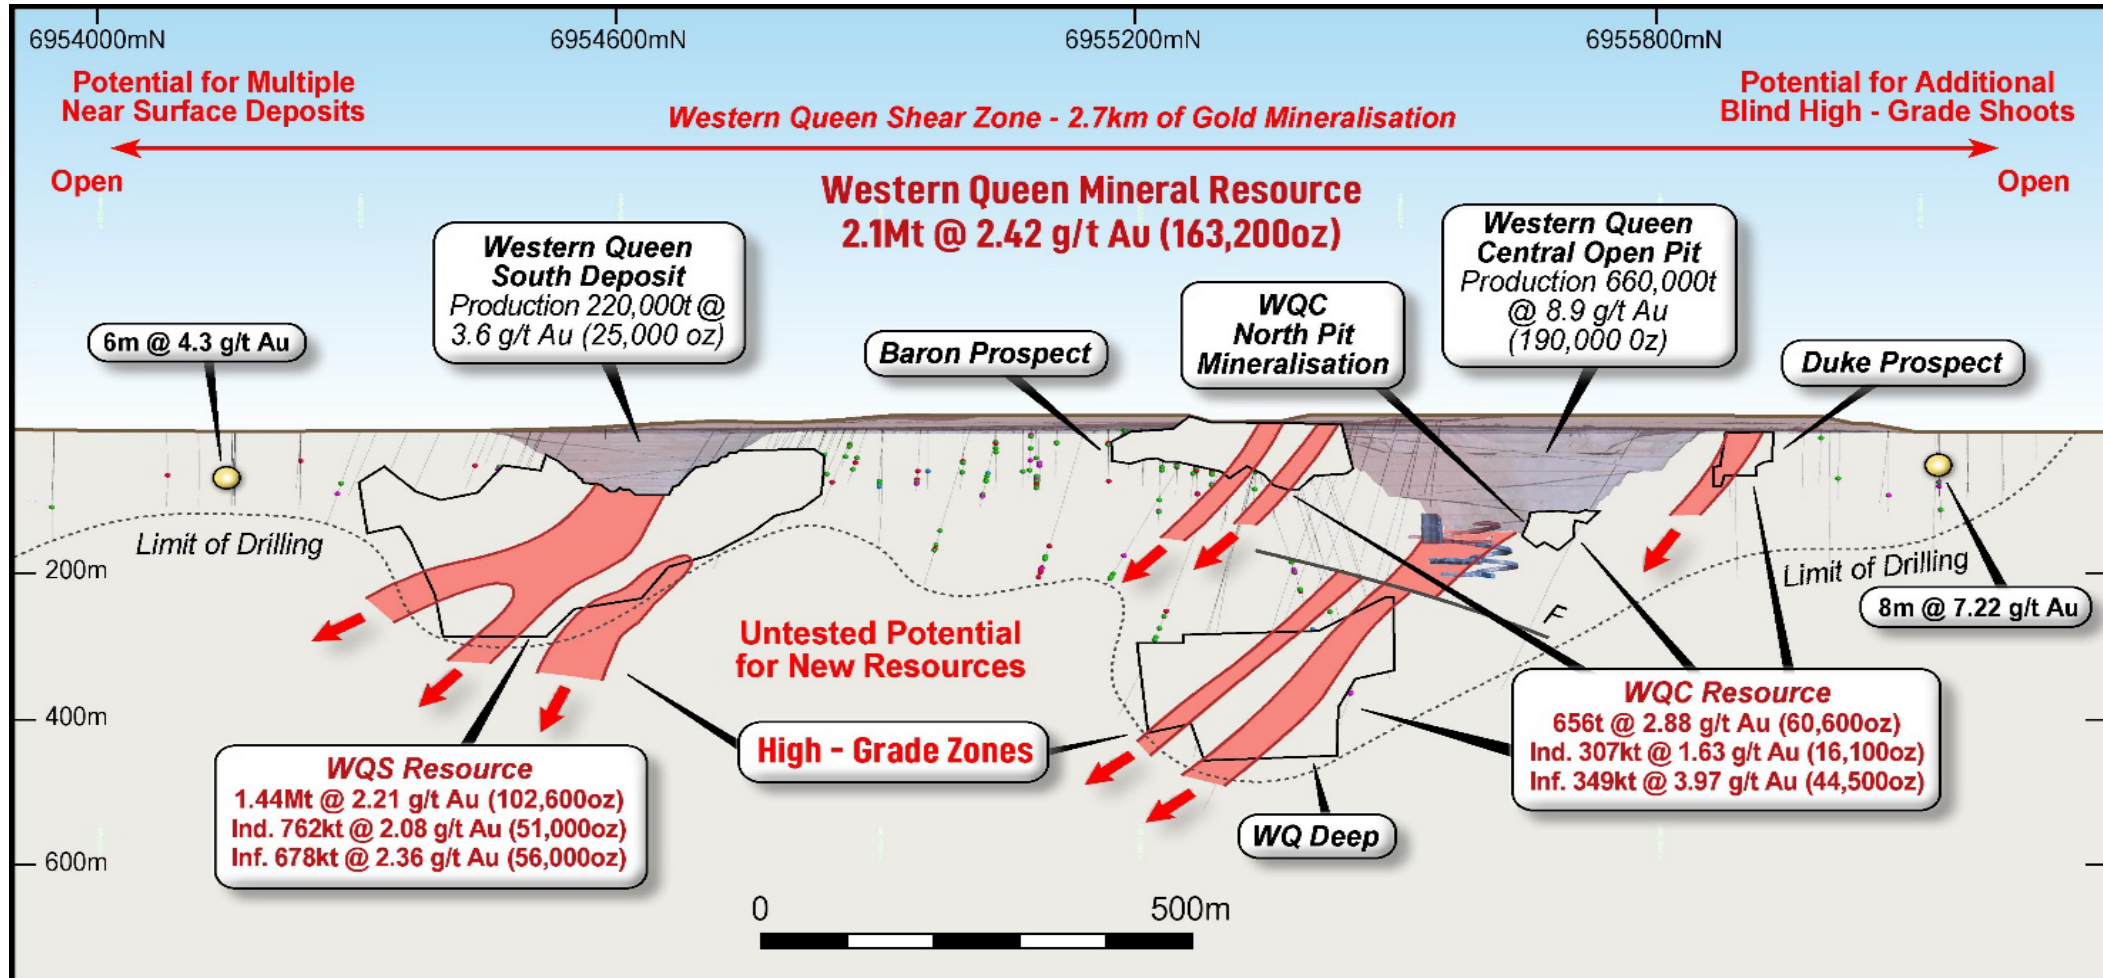 6954000mN
6954600mN
6955200mN
6955800mN
Potential for Multiple
Near Surface Deposits
Western Queen Shear Zone - 2.7km of Gold Mineralisation
Potential for Additional
Blind High - Grade Shoots
Open
Open
Western Queen Mineral Resource
2.1Mt @ 2.42 g/t Au (163,200oz)
Western Queen
South Deposit
Production 220,000t @
3.6 g/t Au (25,000 oz)
Western Queen
Central Open Pit
Production 660,000t
@ 8.9 g/t Au
(190,000 0z)
6m @ 4.3 g/t Au
Baron Prospect
WQC
North Pit
Mineralisation
Duke Prospect
Limit of Drilling
Limit of Drilling
200m
8m @ 7.22 g/t Au
F
Untested Potential
for New Resources
400m
High - Grade Zones
WQC Resource
656t @ 2.88 g/t Au (60,600oz)
Ind. 307kt @ 1.63 g/t Au (16,100oz)
Inf. 349kt @ 3.97 g/t Au (44,500oz)
WQS Resource
1.44Mt @ 2.21 g/t Au (102,600oz)
Ind. 762kt @ 2.08 g/t Au (51,000oz)
Inf. 678kt @ 2.36 g/t Au (56,000oz)
WQ Deep
600m
0
500m